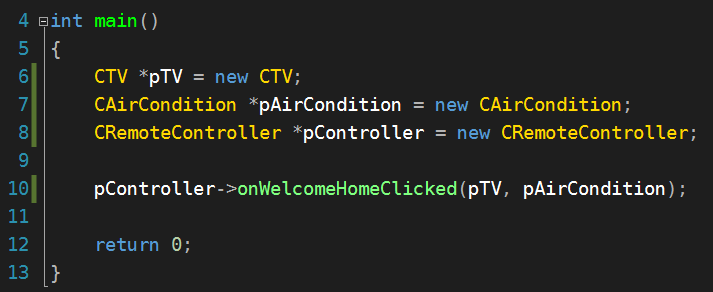 4 int main()
5 {
6 CTV *pTV = new CTV;
7 CAirCondition *pAirCondition = new CAirCondition;
8 CRemoteController *pController = new CRemoteController;
9
10 pController->onWelcomeHomeClicked(pTV, pAirCondition);
11
12 return 0;
13 }